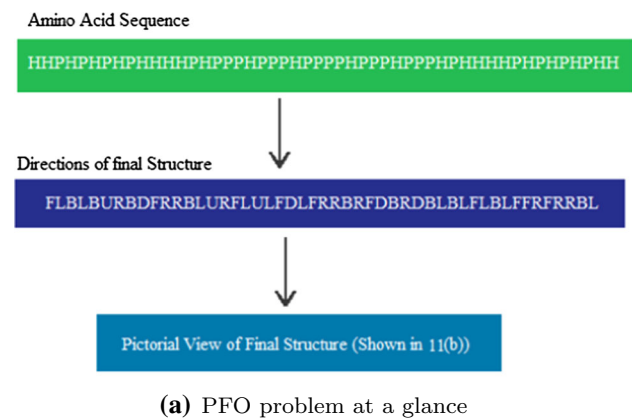 Amino Acid Sequence
HHPHPHPHPHHHHPHPPPHPPPHPPPPHPPPHPPPHPHHHHPHPHPHPHH
Directions of final Structure
FLBLBURBDFRRBLURFLULFDLFRRBRFDBRDBLBLFLBLFFRFRRBL
Pictorial View of Final Structure (Shown in 11(b))
(a) PFO problem at a glance